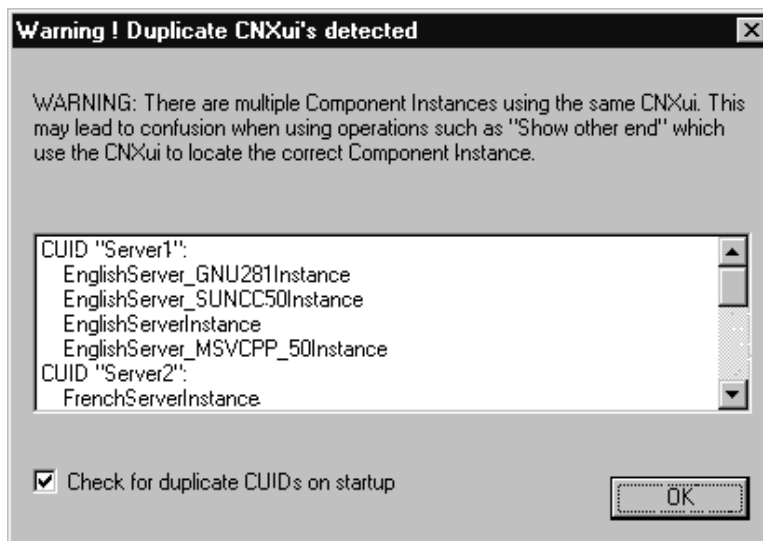 Warning ! Duplicate CNXui's detected
WARNING: There are multiple Component Instances using the same CNXui. This
may lead to confusion when using operations such as "Show other end" which
use the CNXui to locate the correct Component Instance.
CUID "Server1":
EnglishServer_GNU281Instance
EnglishServer_SUNCC50Instance
EnglishServerInstance
EnglishServer_MSVCPP_50Instance
CUID "Server2":
FrenchServerInstance
Check for duplicate CUIDs on startup
OK